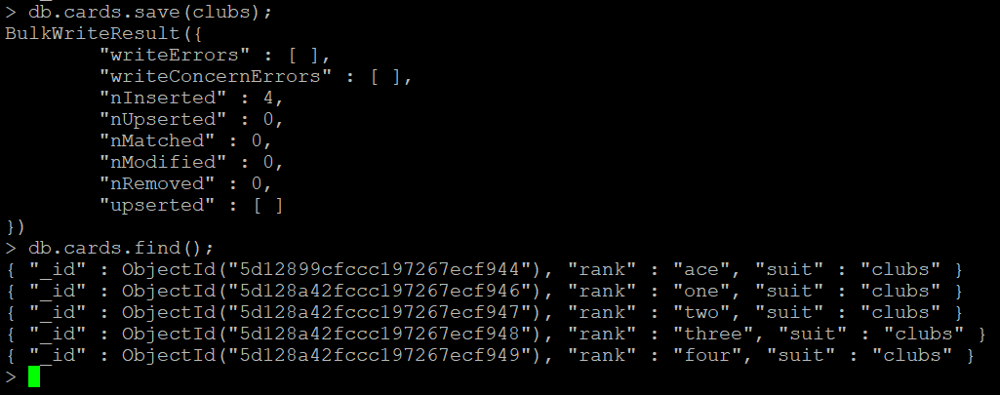 > db.cards.save(clubs);
BulkWriteResult({
        "writeErrors" : [ ],
        "writeConcernErrors" : [ ],
        "nInserted" : 4,
        "nUpserted" : 0,
        "nMatched" : 0,
        "nModified" : 0,
        "nRemoved" : 0,
        "upserted" : [ ]
})
> db.cards.find();
{ "_id" : ObjectId("5d12899cfccc197267ecf944"), "rank" : "ace", "suit" : "clubs" }
{ "_id" : ObjectId("5d128a42fccc197267ecf946"), "rank" : "one", "suit" : "clubs" }
{ "_id" : ObjectId("5d128a42fccc197267ecf947"), "rank" : "two", "suit" : "clubs" }
{ "_id" : ObjectId("5d128a42fccc197267ecf948"), "rank" : "three", "suit" : "clubs" }
{ "_id" : ObjectId("5d128a42fccc197267ecf949"), "rank" : "four", "suit" : "clubs" }
>